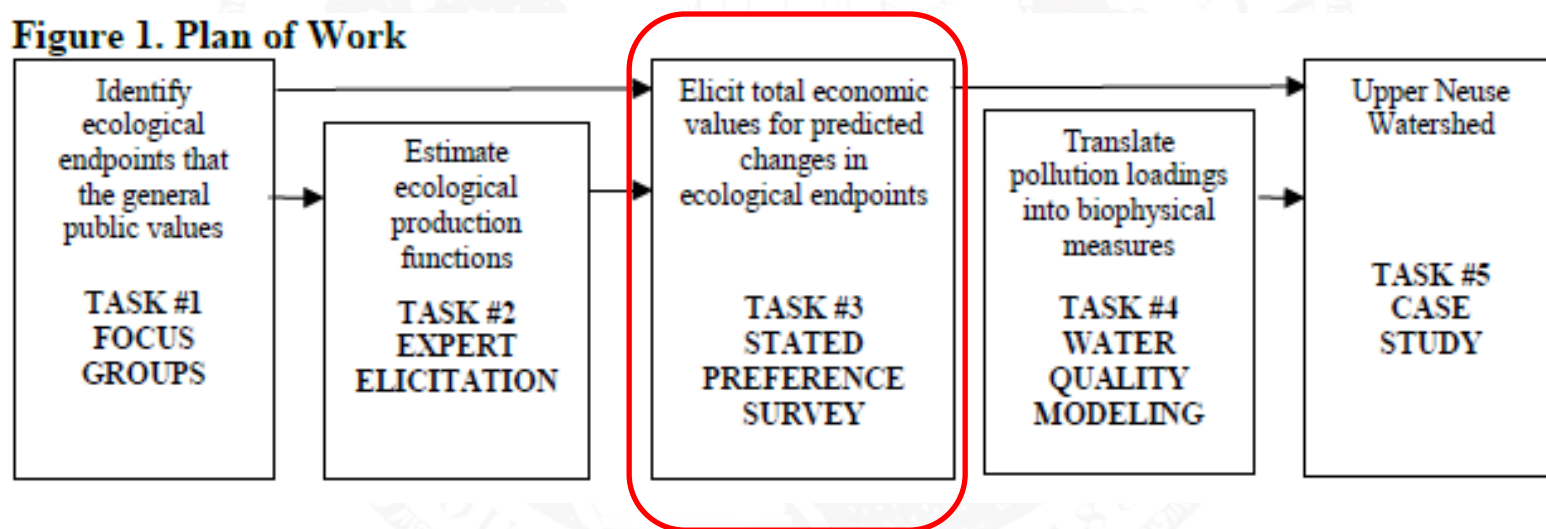 Figure 1. Plan of Work
Identify
ecological
endpoints that
the general
public values
TASK #1
FOCUS
GROUPS
Estimate
ecological
production
functions
TASK #2
EXPERT
ELICITATION
Elicit total economic
values for predicted
changes in
ecological endpoints
TASK #3
STATED
PREFERENCE
SURVEY
Translate
pollution loadings
into biophysical
measures
TASK #4
WATER
QUALITY
MODELING
Upper Neuse
Watershed
TASK #5
CASE
STUDY